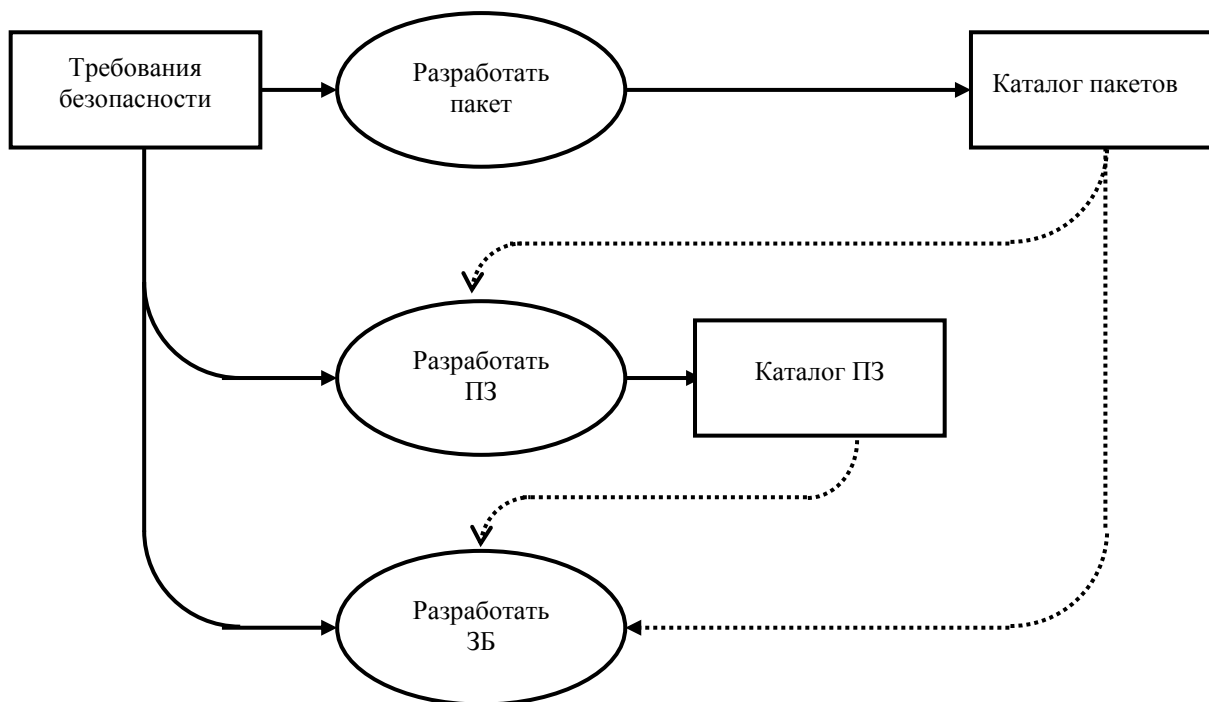 Требования
безопасности
Разработать
пакет
Каталог пакетов
Разработать
ПЗ
Каталог ПЗ
Разработать
ЗБ